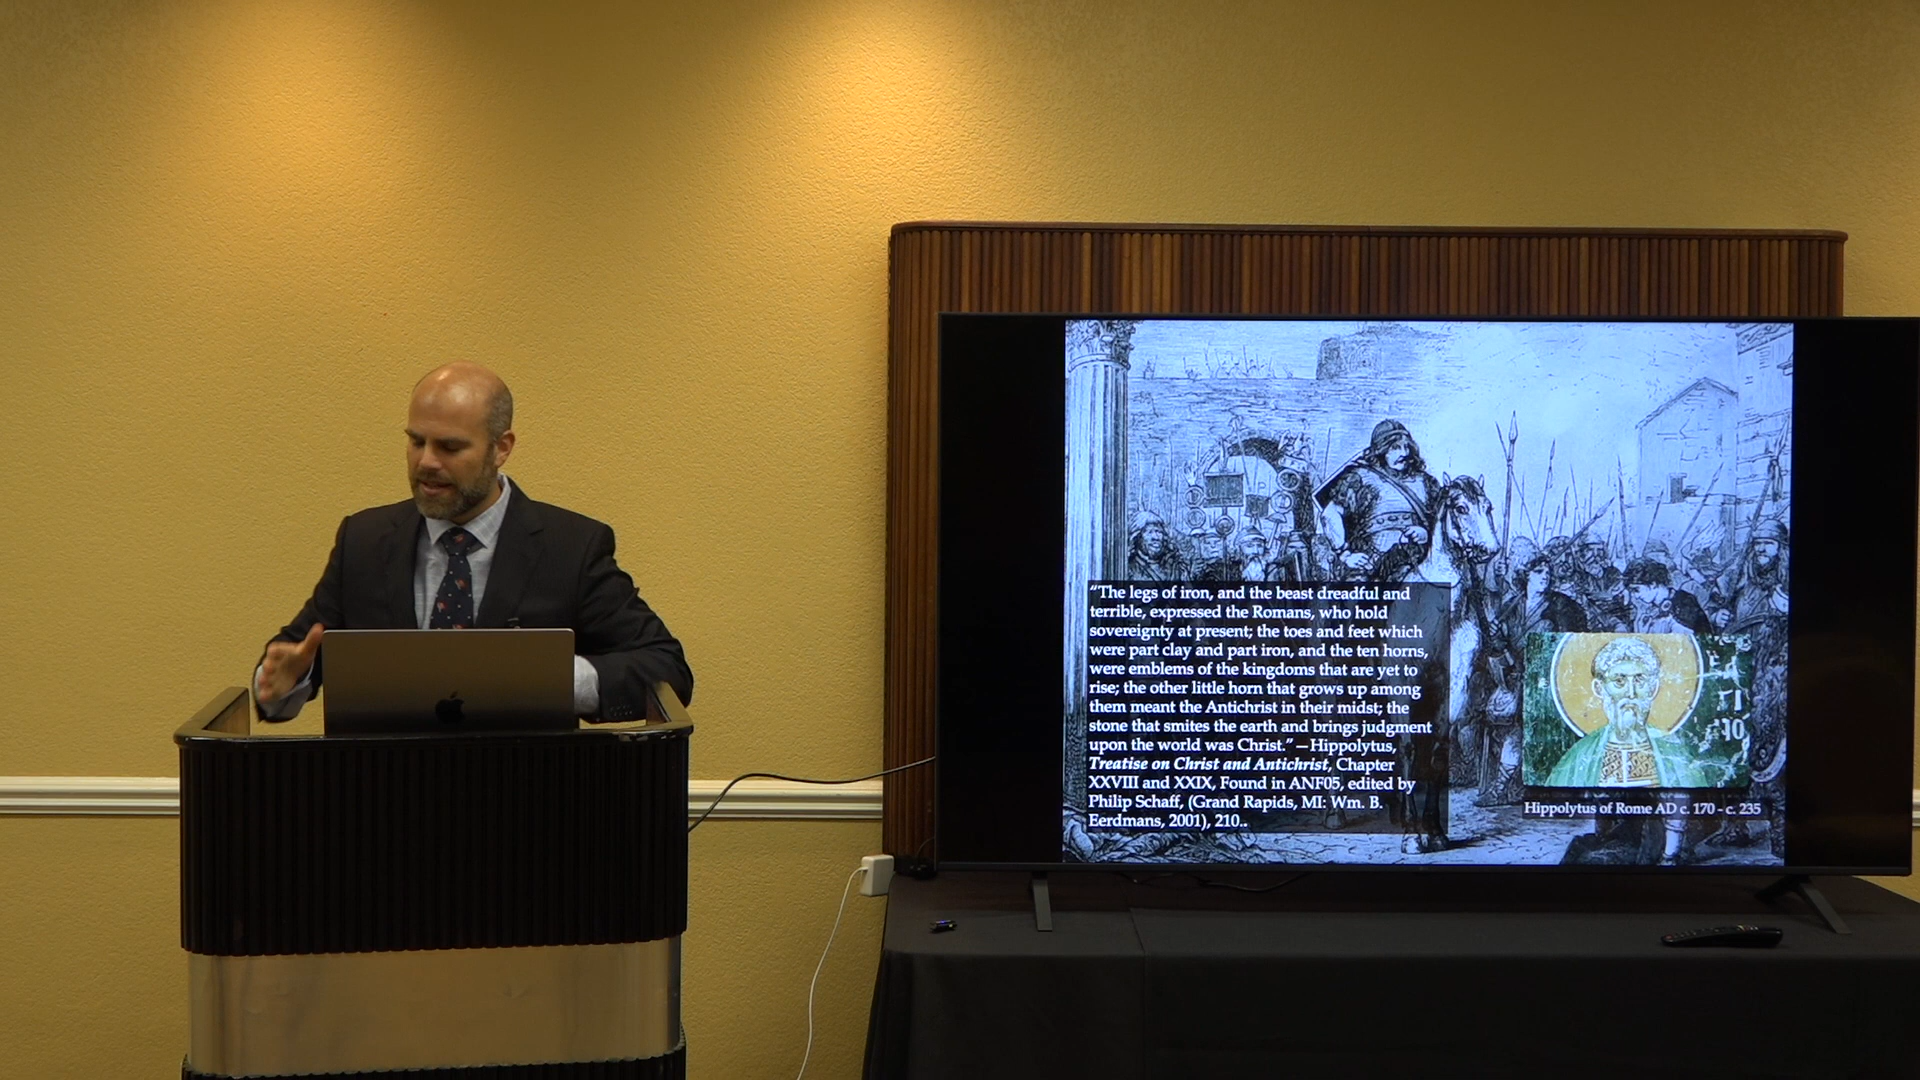 “The legs of iron, and the beast dreadful and
terrible, expressed the Romans, who hold
sovereignty at present; the toes and feet which
were part clay and part iron, and the ten horns,
were emblems of the kingdoms that are yet to
rise; the other little horn that grows up among
them meant the Antichrist in their midst; the
stone that smites the earth and brings judgment
upon the world was Christ.”—Hippolytus,
Treatise on Christ and Antichrist, Chapter
XXVIII and XXIX, Found in ANF05, edited by
Philip Schaff, (Grand Rapids, MI: Wm. B.
Eerdmans, 2001), 210..
Hippolytus of Rome AD c. 170 - c. 235